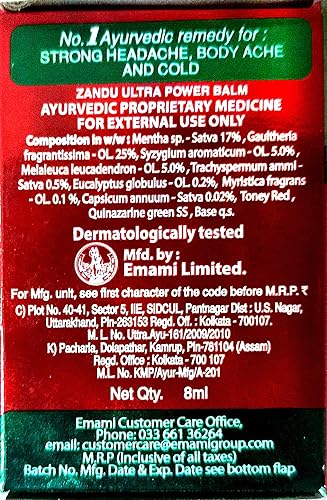 No.1 Ayurvedic remedy for :
STRONG HEADACHE, BODY ACHE
AND COLD
ZANDU ULTRA POWER BALM
AYURVEDIC PROPRIETARY MEDICINE
FOR EXTERNAL USE ONLY
Composition in w/w : Mentha sp. - Satva 17% , Gaultheria
fragrantissima - OL. 25%, Syzygium aromaticum - OL. 5.0% ,
Melaleuca leucadendron - OL. 5.0%, Trachyspermum ammi -
Satva 0.5%, Eucalyptus globulus - OL. 0.2%, Myristica fragrans
- OL. 0.1 %, Capsicum annuum - Satva 0.02%, Toney Red ,
Quinazarine green SS , Base q.s.
Dermatologically tested
Mfd. by :
Emami Limited.
For Mfg. unit, see first character of the code before M.R.P. ₹
C) Plot No. 40-41, Sector 5, IIE, SIDCUL, Pantnagar Dist : U.S. Nagar,
Uttarakhand, Pin-263153 Regd. Off. : Kolkata - 700107.
M. L. No. Uttra.Ayu-161/2009/2010
K) Pacharia, Dolapathar, Kamrup, Pin-781104 (Assam)
Regd. Office : Kolkata - 700 107
M.L. No. KMP/Ayur-Mfg/A-201
Net Qty. 8ml
Emami Customer Care Office,
Phone: 033 661 36264
email: customercare@emamigroup.com
M.R.P (Inclusive of all taxes)
Batch No. Mfg. Date & Exp. Date see bottom flap